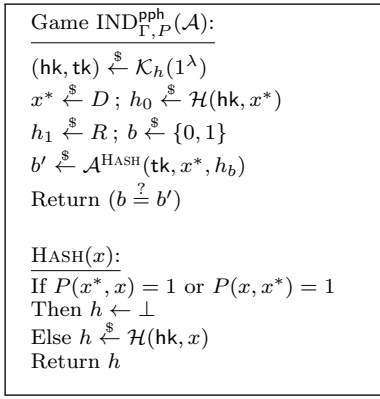 Game IND^{pph}_{Γ,P}(𝒜):
(hk, tk) ←$ 𝒦_h(1^λ)
x* ←$ D ; h_0 ←$ ℋ(hk, x*)
h_1 ←$ R ; b ←$ {0, 1}
b′ ←$ 𝒜^{HASH}(tk, x*, h_b)
Return (b ≟ b′)
HASH(x):
If P(x*, x) = 1 or P(x, x*) = 1
Then h ← ⊥
Else h ←$ ℋ(hk, x)
Return h